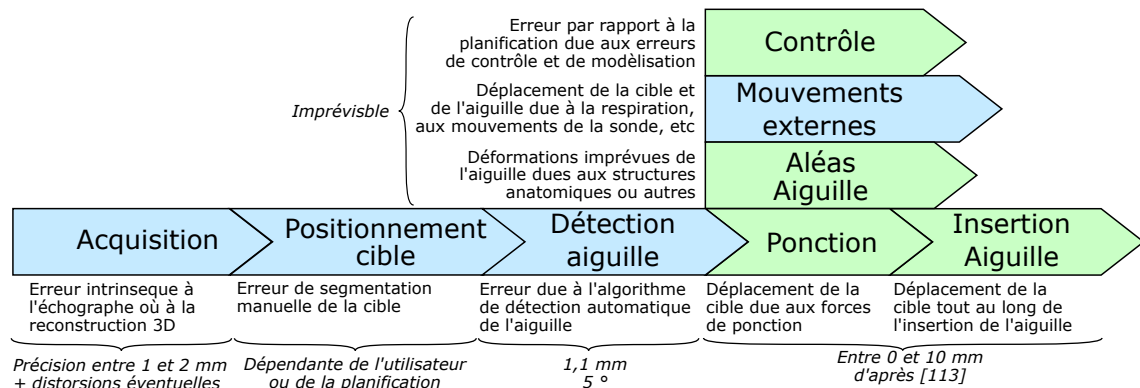 Erreur par rapport à la
planification due aux erreurs
de contrôle et de modèlisation
Contrôle
Imprévisble
Déplacement de la cible et
de l'aiguille due à la respiration,
aux mouvements de la sonde, etc
Mouvements
externes
Déformations imprévues de
l'aiguille dues aux structures
anatomiques ou autres
Aléas
Aiguille
Acquisition
Positionnement
cible
Détection
aiguille
Ponction
Insertion
Aiguille
Erreur intrinseque à
l'échographe où à la
reconstruction 3D
Erreur de segmentation
manuelle de la cible
Erreur due à l'algorithme
de détection automatique
de l'aiguille
Déplacement de la
cible due aux forces
de ponction
Déplacement de la
cible tout au long de
l'insertion de l'aiguille
Précision entre 1 et 2 mm
+ distorsions éventuelles
Dépendante de l'utilisateur
ou de la planification
1,1 mm
5 °
Entre 0 et 10 mm
d'après [113]